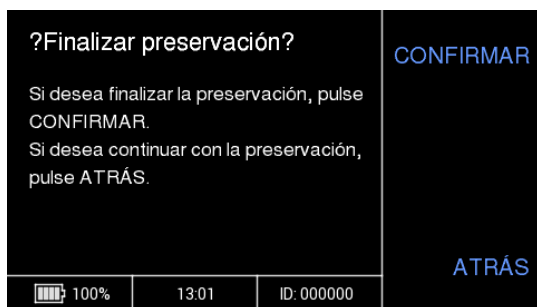 ?Finalizar preservación?
CONFIRMAR
Si desea finalizar la preservación, pulse
CONFIRMAR.
Si desea continuar con la preservación,
pulse ATRÁS.
ATRÁS
100%
13:01
ID: 000000